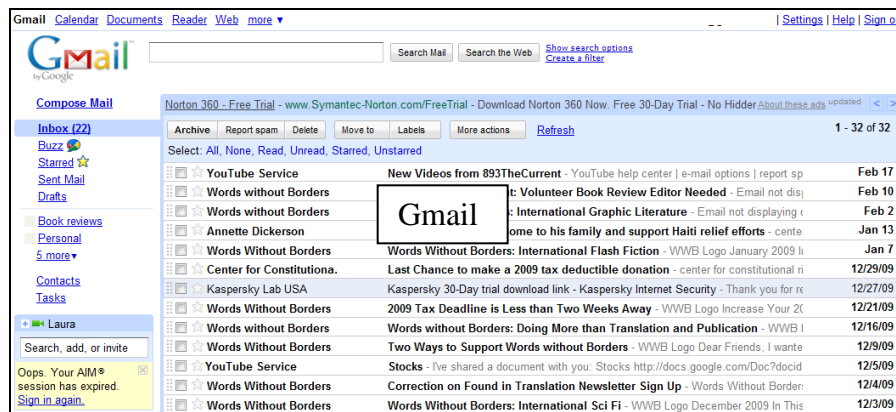 Gmail Calendar Documents Reader Web more ▼ | Settings | Help | Sign o
Gmail by Google Search Mail Search the Web Show search options
Create a filter
Compose Mail
Inbox (22)
Buzz
Starred
Sent Mail
Drafts
Book reviews
Personal
5 more▼
Contacts
Tasks
Laura
Search, add, or invite
Oops. Your AIM®
session has expired.
Sign in again.
Norton 360 - Free Trial - www.Symantec-Norton.com/FreeTrial - Download Norton 360 Now. Free 30-Day Trial - No Hidder About these ads updated < >
Archive Report spam Delete Move to Labels More actions Refresh 1 - 32 of 32
Select: All, None, Read, Unread, Starred, Unstarred
YouTube Service New Videos from 893TheCurrent - YouTube help center | e-mail options | report sp Feb 17
Words without Borders t: Volunteer Book Review Editor Needed - Email not disp Feb 10
Words without Borders s: International Graphic Literature - Email not displaying c Feb 2
Gmail
Annette Dickerson ome to his family and support Haiti relief efforts - cente Jan 13
Words Without Borders Words Without Borders: International Flash Fiction - WWB Logo January 2009 In Jan 7
Center for Constitutiona. Last Chance to make a 2009 tax deductible donation - center for constitutional ri 12/29/09
Kaspersky Lab USA Kaspersky 30-Day trial download link - Kaspersky Internet Security - Thank you for re 12/27/09
Words without Borders 2009 Tax Deadline is Less than Two Weeks Away - WWB Logo Increase Your 20 12/21/09
Words without Borders Words without Borders: Doing More than Translation and Publication - WWB l 12/16/09
Words without Borders Two Ways to Support Words without Borders - WWB Logo Dear Friends, I wante 12/9/09
YouTube Service Stocks - I've shared a document with you: Stocks http://docs.google.com/Doc?docid 12/5/09
Words Without Borders Correction on Found in Translation Newsletter Sign Up - Words Without Border 12/4/09
Words Without Borders Words Without Borders: International Sci Fi - WWB Logo December 2009 In This 12/3/09